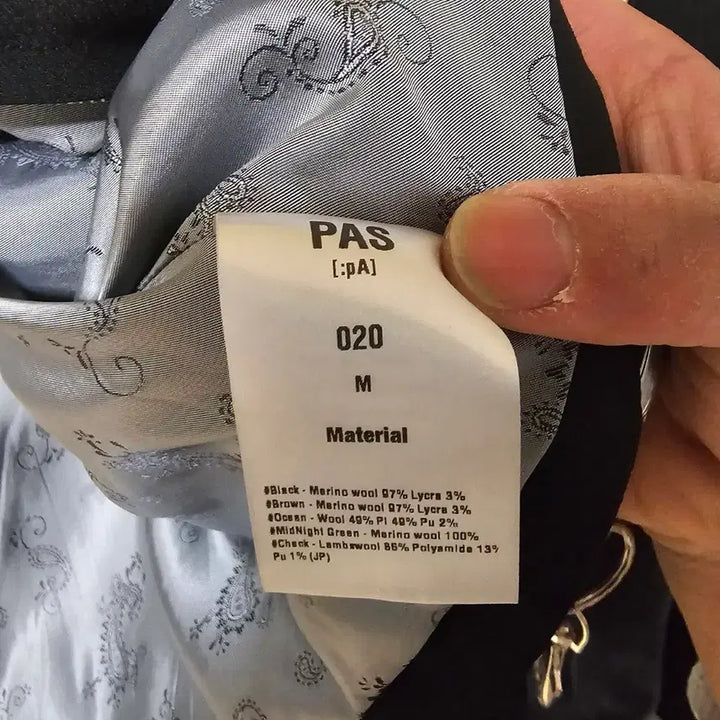 PAS
[:pA]
020
M
Material
#Black - Merino wool 97% Lycra 3%
#Brown - Merino wool 97% Lycra 3%
#Ocean - Wool 49% Pl 49% Pu 2%
#MidNight Green - Merino wool 100%
#Check - Lambswool 86% Polyamide 13%
Pu 1% (JP)